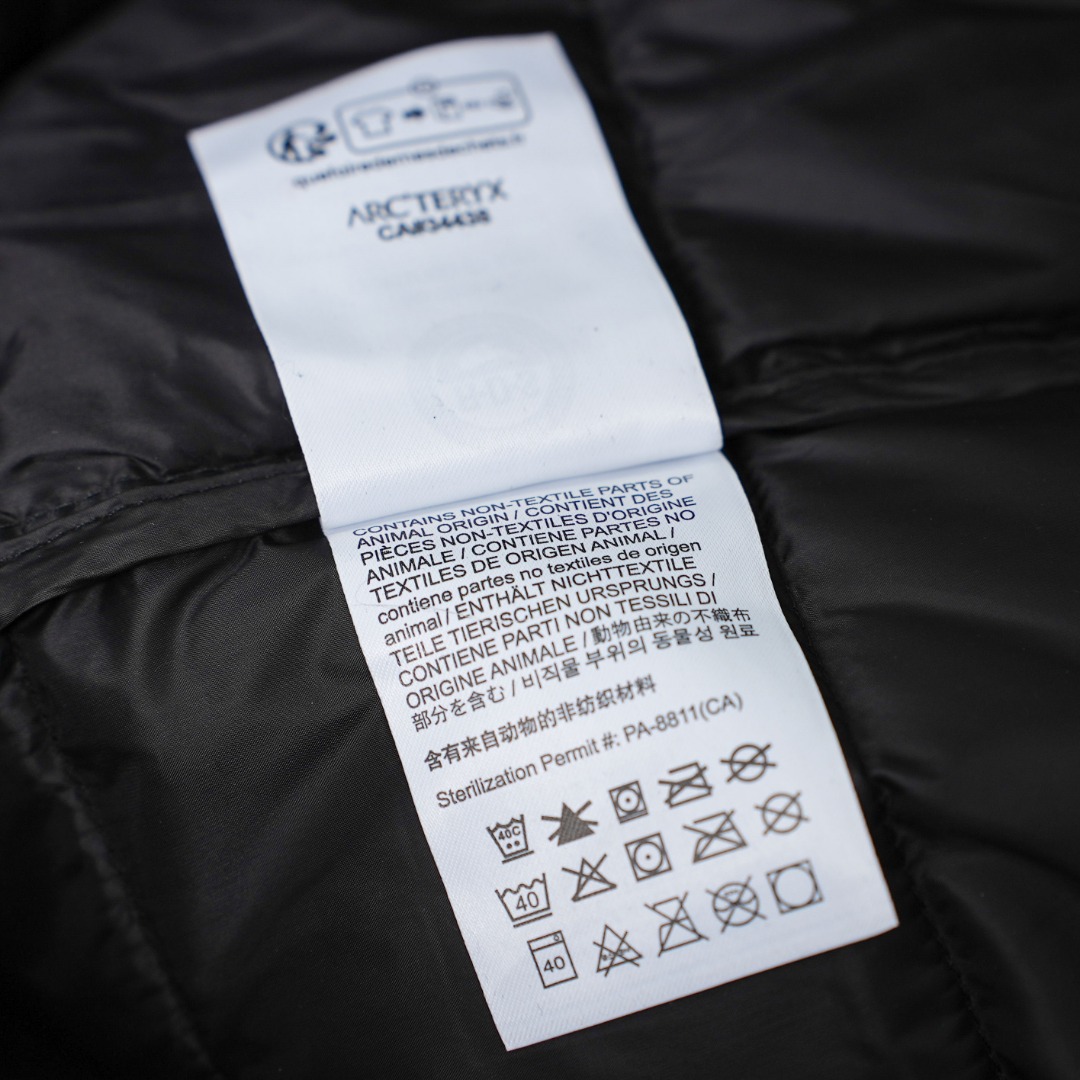 ARC'TERYX
CA#34438
CONTAINS NON-TEXTILE PARTS OF
ANIMAL ORIGIN / CONTIENT DES
PIÈCES NON-TEXTILES D'ORIGINE
ANIMALE / CONTIENE PARTES NO
TEXTILES DE ORIGEN ANIMAL /
contiene partes no textiles de origen
animal / ENTHÄLT NICHTTEXTILE
TEILE TIERISCHEN URSPRUNGS /
CONTIENE PARTI NON TESSILI DI
ORIGINE ANIMALE / 動物由来の不織布
部分を含む / 비직물 부위의 동물성 원료
含有来自动物的非纺织材料
Sterilization Permit #: PA-8811(CA)
40C
40
40